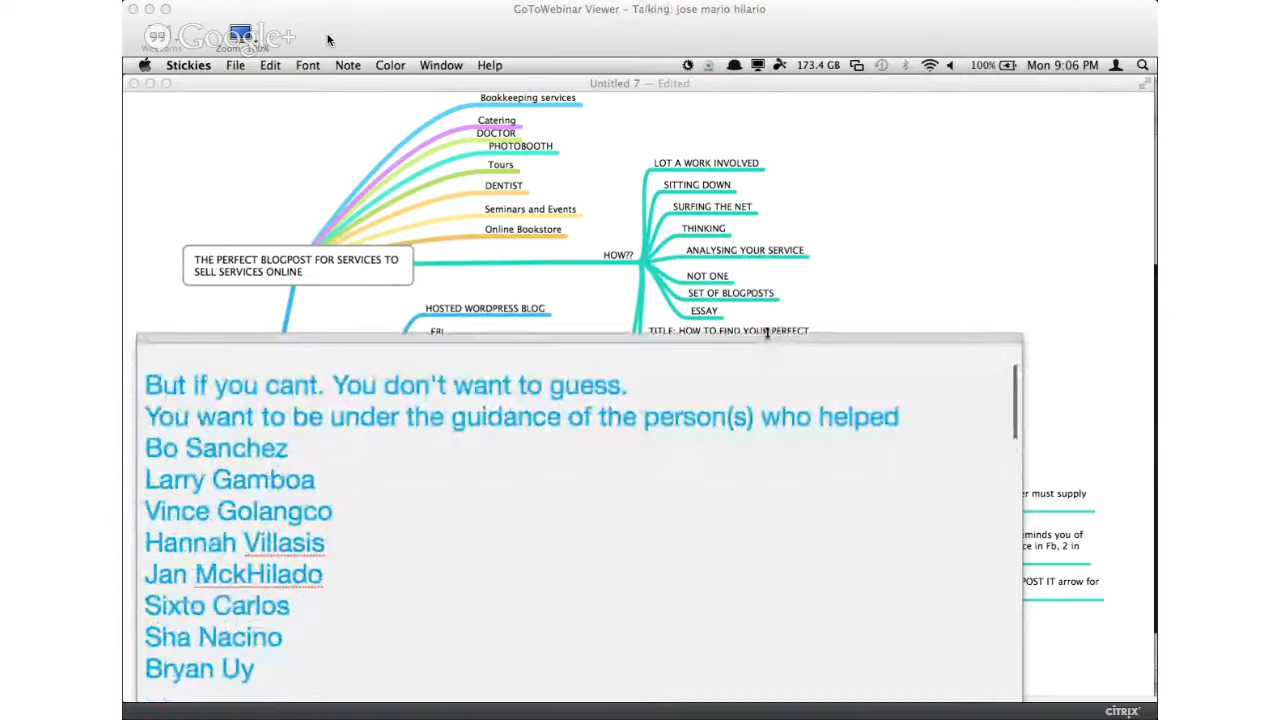 GoToWebinar Viewer – Talking: jose mario hilario
Google+
Stickies File Edit Font Note Color Window Help 173.4 GB 100% Mon 9:06 PM
Untitled 7 — Edited
Bookkeeping services
Catering
DOCTOR
PHOTOBOOTH
Tours
DENTIST
Seminars and Events
Online Bookstore
THE PERFECT BLOGPOST FOR SERVICES TO
SELL SERVICES ONLINE
HOW??
LOT A WORK INVOLVED
SITTING DOWN
SURFING THE NET
THINKING
ANALYSING YOUR SERVICE
NOT ONE
SET OF BLOGPOSTS
ESSAY
TITLE: HOW TO FIND YOUR PERFECT
HOSTED WORDPRESS BLOG
But if you cant. You don't want to guess.
You want to be under the guidance of the person(s) who helped
Bo Sanchez
Larry Gamboa
Vince Golangco
Hannah Villasis
Jan MckHilado
Sixto Carlos
Sha Nacino
Bryan Uy
er must supply
eminds you of
ce in Fb, 2 in
POST IT arrow for
CITRIX